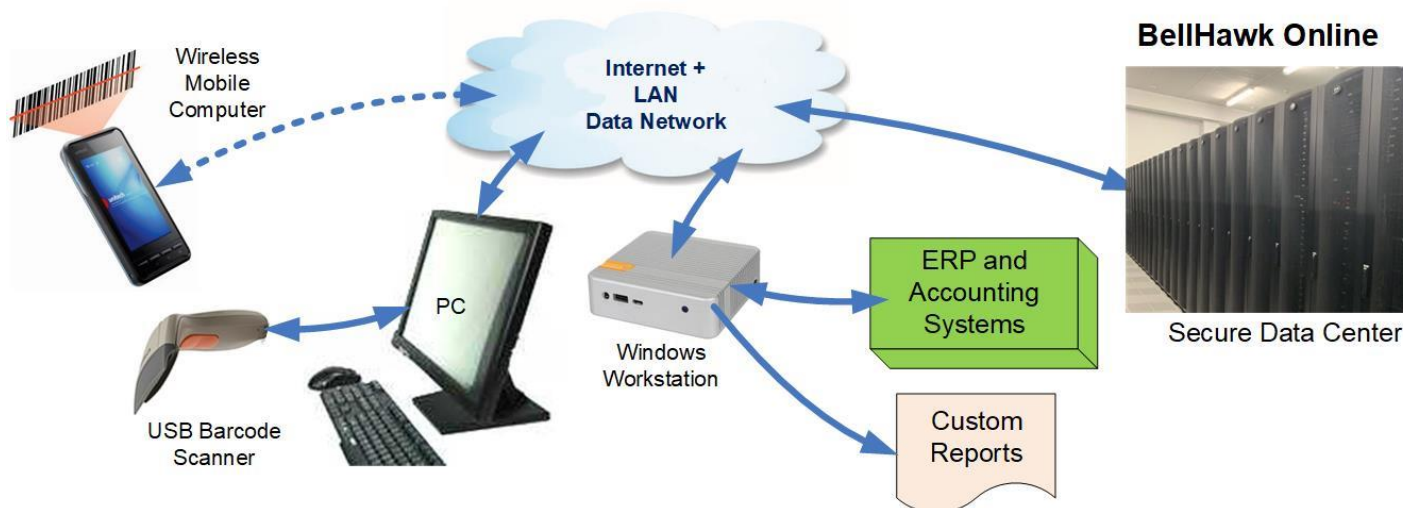 BellHawk Online
Wireless
Mobile
Computer
Internet +
LAN
Data Network
PC
ERP and
Accounting
Systems
Secure Data Center
Windows
Workstation
USB Barcode
Scanner
Custom
Reports